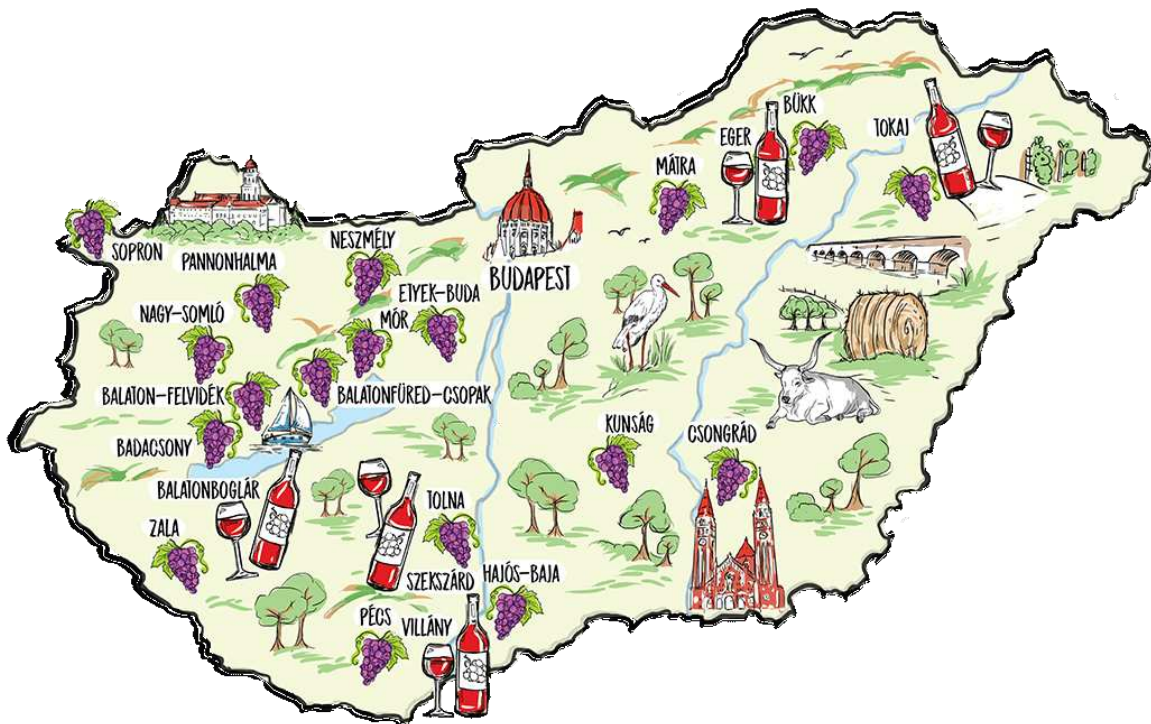 BÜKK
EGER
TOKAJ
MÁTRA
SOPRON
PANNONHALMA
NESZMÉLY
BUDAPEST
ETYEK-BUDA
NAGY-SOMLÓ
MÓR
BALATON-FELVIDÉK
BALATONFÜRED-CSOPAK
BADACSONY
KUNSÁG
CSONGRÁD
BALATONBOGLÁR
TOLNA
ZALA
SZEKSZÁRD
HAJÓS-BAJA
PÉCS
VILLÁNY